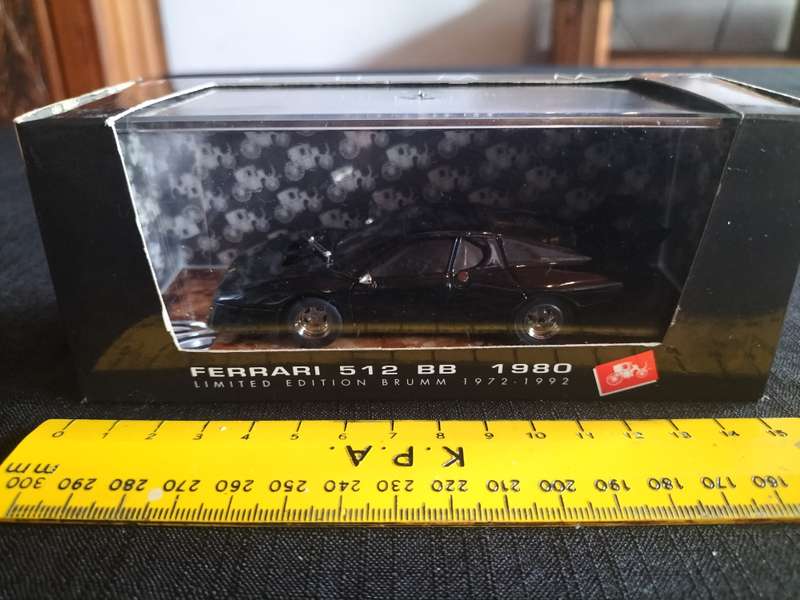 FERRARI 512 BB 1980
LIMITED EDITION BRUMM 1972-1992
0 1 2 3 4 5 6 7 8 9 10 11 12 13 14 15
K.P.A.
mm 300 290 280 270 260 250 240 230 220 210 200 190 180 170 160